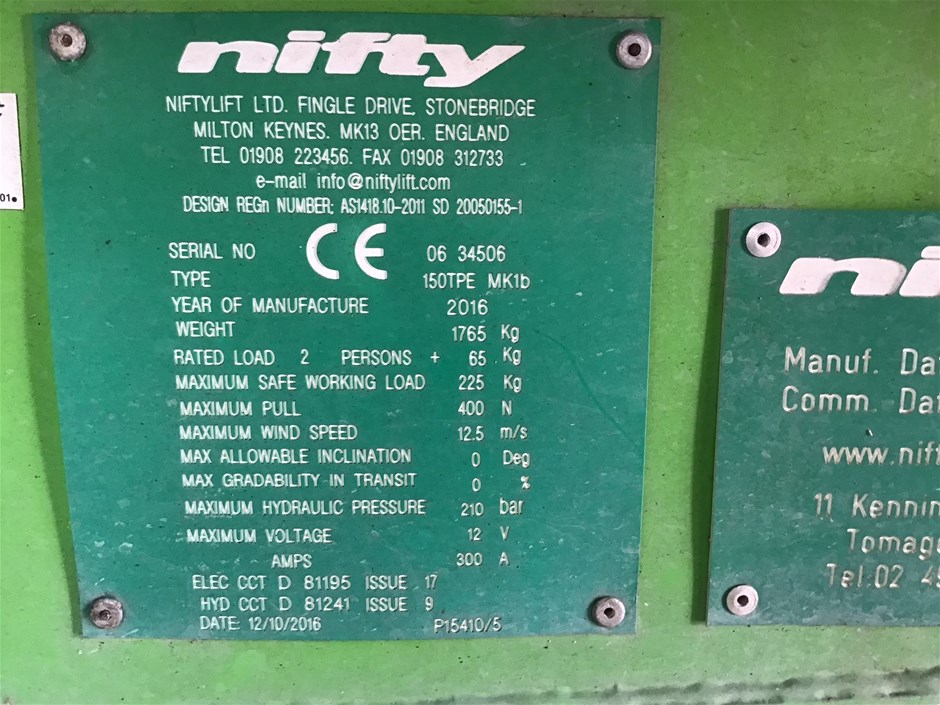 nifty
NIFTYLIFT LTD. FINGLE DRIVE, STONEBRIDGE
MILTON KEYNES. MK13 OER. ENGLAND
TEL 01908 223456. FAX 01908 312733
e-mail info@niftylift.com
DESIGN REGn NUMBER: AS1418.10-2011 SD 20050155-1
CE
SERIAL NO 06 34506
TYPE 150TPE MK1b
YEAR OF MANUFACTURE 2016
WEIGHT 1765 Kg
RATED LOAD 2 PERSONS + 65 Kg
MAXIMUM SAFE WORKING LOAD 225 Kg
MAXIMUM PULL 400 N
MAXIMUM WIND SPEED 12.5 m/s
MAX ALLOWABLE INCLINATION 0 Deg
MAX GRADABILITY IN TRANSIT 0 %
MAXIMUM HYDRAULIC PRESSURE 210 bar
MAXIMUM VOLTAGE 12 V
AMPS 300 A
ELEC CCT D 81195 ISSUE 17
HYD CCT D 81241 ISSUE 9
DATE: 12/10/2016 P15410/5
01
ni
Manuf. Da
Comm. Dat
www.nift
11 Kennin
Tomag
Tel.02 4